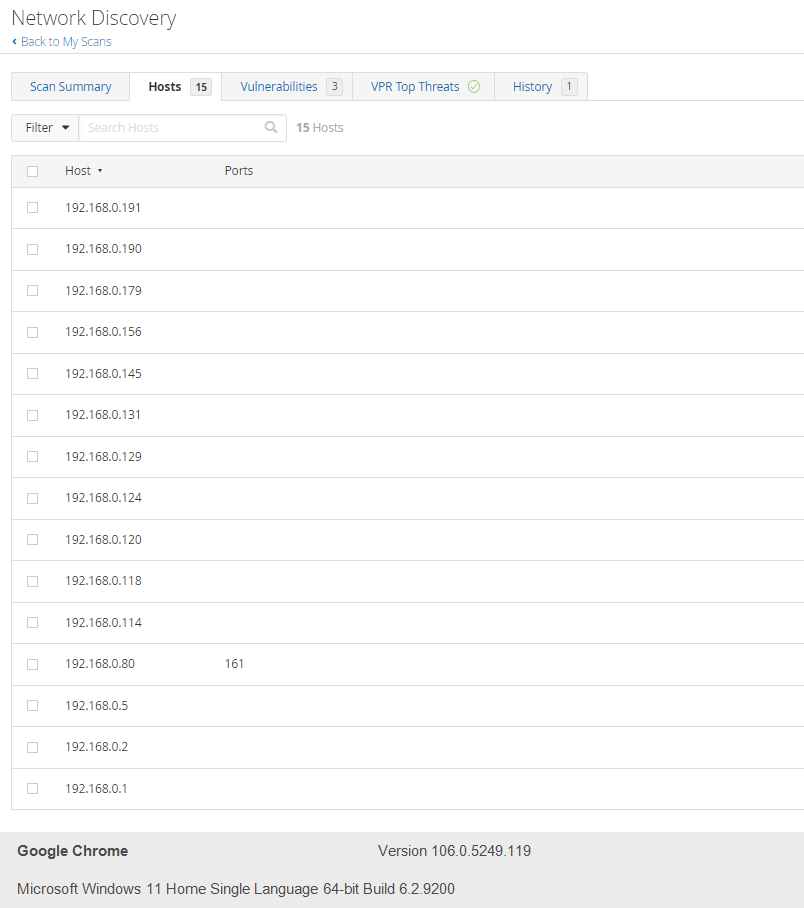 Network Discovery
Back to My Scans
Scan Summary Hosts 15 Vulnerabilities 3 VPR Top Threats History 1
Filter Search Hosts 15 Hosts
Host Ports
192.168.0.191
192.168.0.190
192.168.0.179
192.168.0.156
192.168.0.145
192.168.0.131
192.168.0.129
192.168.0.124
192.168.0.120
192.168.0.118
192.168.0.114
192.168.0.80 161
192.168.0.5
192.168.0.2
192.168.0.1
Google Chrome Version 106.0.5249.119
Microsoft Windows 11 Home Single Language 64-bit Build 6.2.9200